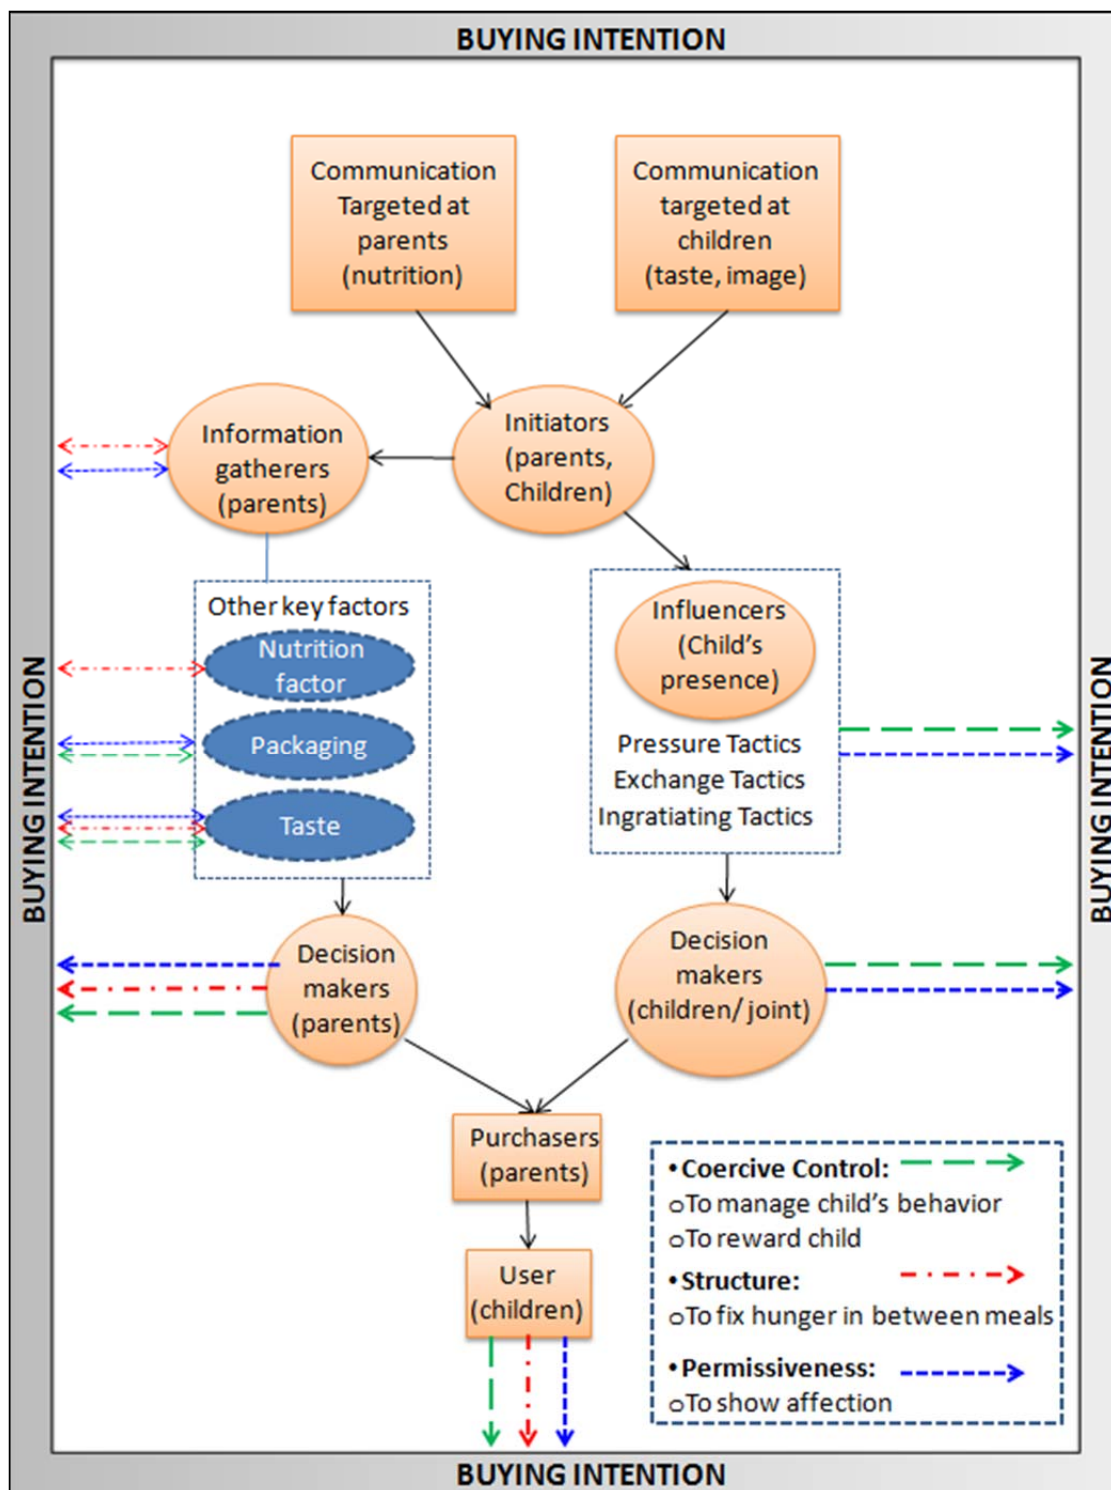 BUYING INTENTION
Communication
Targeted at
parents
(nutrition)
Communication
targeted at
children
(taste, image)
Information
gatherers
(parents)
Initiators
(parents,
Children)
Other key factors
Nutrition
factor
Packaging
Taste
Influencers
(Child's
presence)
Pressure Tactics
Exchange Tactics
Ingratiating Tactics
BUYING INTENTION
BUYING INTENTION
Decision
makers
(parents)
Decision
makers
(children/ joint)
Purchasers
(parents)
User
(children)
•Coercive Control:
oTo manage child's behavior
oTo reward child
•Structure:
oTo fix hunger in between meals
•Permissiveness:
oTo show affection
BUYING INTENTION